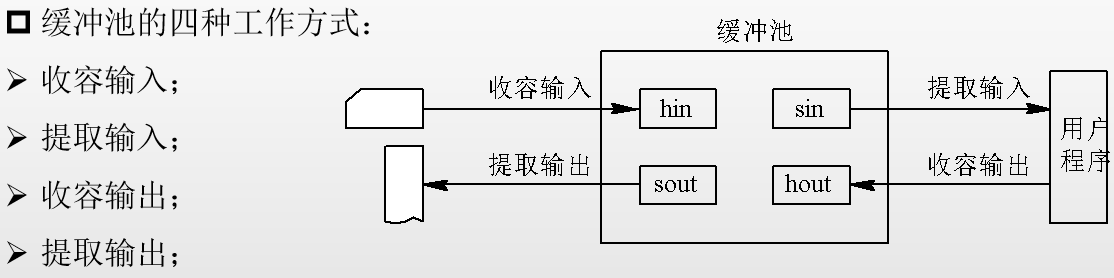 缓冲池的四种工作方式：
收容输入；
提取输入；
收容输出；
提取输出；
缓冲池
收容输入
hin
sin
提取输入
提取输出
sout
hout
收容输出
用户
程序